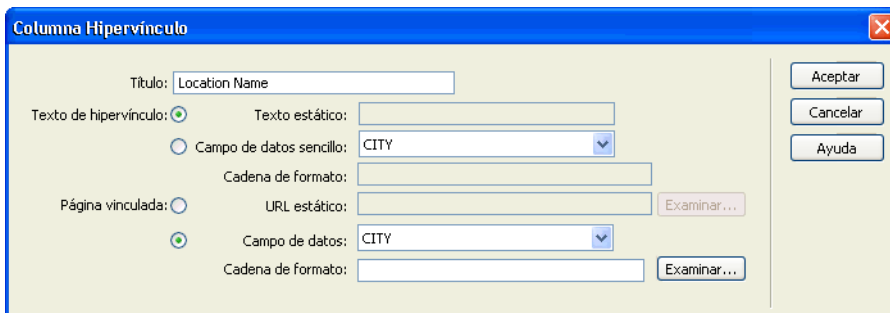 Columna Hipervínculo
Título: Location Name
Aceptar
Texto de hipervínculo: Texto estático:
Cancelar
Campo de datos sencillo: CITY
Ayuda
Cadena de formato:
Página vinculada: URL estático: Examinar...
Campo de datos: CITY
Cadena de formato: Examinar...